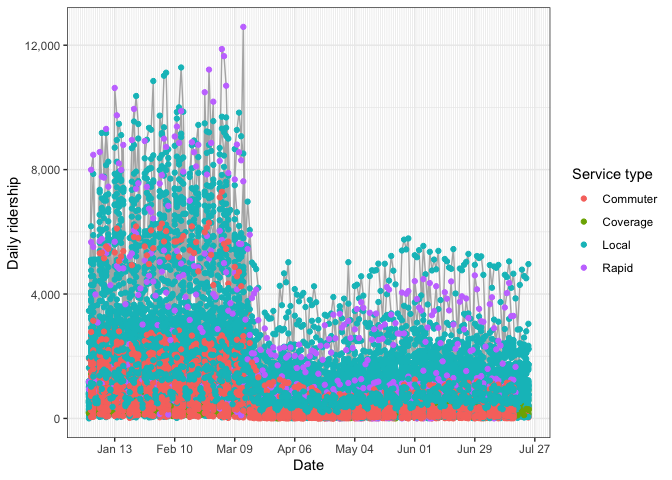 Daily ridership
12,000
8,000
4,000
0
Jan 13 Feb 10 Mar 09 Apr 06 May 04 Jun 01 Jun 29 Jul 27
Date
Service type
Commuter
Coverage
Local
Rapid